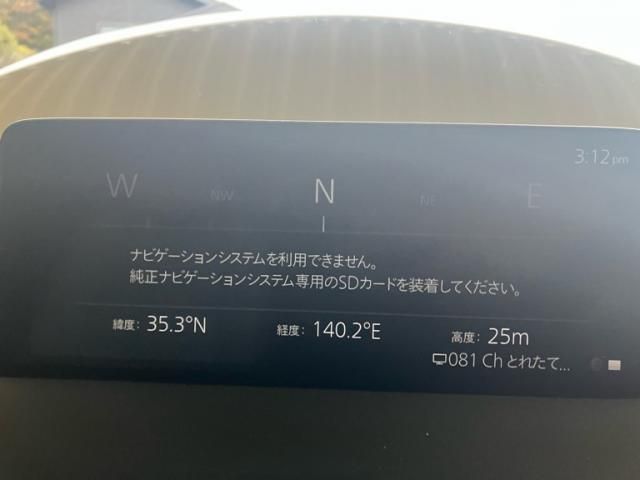 3:12pm
W NW N NE E
ナビゲーションシステムを利用できません。
純正ナビゲーションシステム専用のSDカードを装着してください。
緯度: 35.3°N 経度: 140.2°E 高度: 25m
081 Ch とれたて...